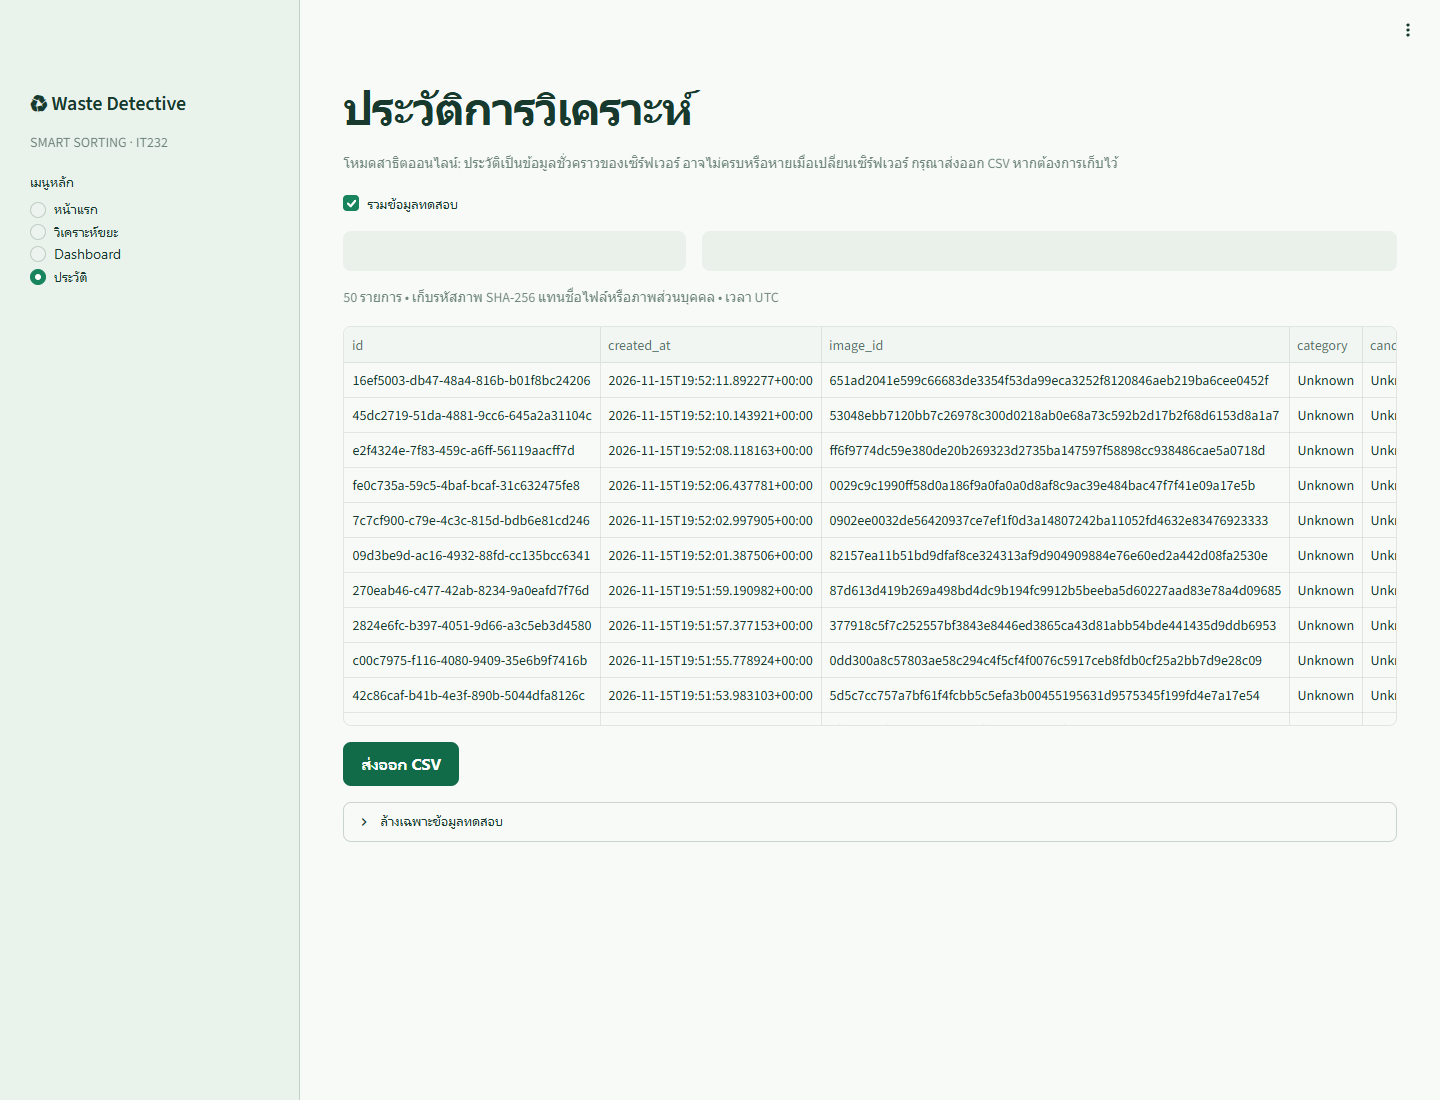 ♻ Waste Detective
SMART SORTING · IT232
เมนูหลัก
หน้าแรก
วิเคราะห์ขยะ
Dashboard
ประวัติ
ประวัติการวิเคราะห์
โหมดสาธิตออนไลน์: ประวัติเป็นข้อมูลชั่วคราวของเซิร์ฟเวอร์ อาจไม่ครบหรือหายเมื่อเปลี่ยนเซิร์ฟเวอร์ กรุณาส่งออก CSV หากต้องการเก็บไว้
รวมข้อมูลทดสอบ
50 รายการ • เก็บรหัสภาพ SHA-256 แทนชื่อไฟล์หรือภาพส่วนบุคคล • เวลา UTC
id created_at image_id category canc
16ef5003-db47-48a4-816b-b01f8bc24206 2026-11-15T19:52:11.892277+00:00 651ad2041e599c66683de3354f53da99eca3252f8120846aeb219ba6cee0452f Unknown Unkr
45dc2719-51da-4881-9cc6-645a2a31104c 2026-11-15T19:52:10.143921+00:00 53048ebb7120bb7c26978c300d0218ab0e68a73c592b2d17b2f68d6153d8a1a7 Unknown Unkr
e2f4324e-7f83-459c-a6ff-56119aacff7d 2026-11-15T19:52:08.118163+00:00 ff6f9774dc59e380de20b269323d2735ba147597f58898cc938486cae5a0718d Unknown Unkr
fe0c735a-59c5-4baf-bcaf-31c632475fe8 2026-11-15T19:52:06.437781+00:00 0029c9c1990ff58d0a186f9a0fa0a0d8af8c9ac39e484bac47f7f41e09a17e5b Unknown Unkr
7c7cf900-c79e-4c3c-815d-bdb6e81cd246 2026-11-15T19:52:02.997905+00:00 0902ee0032de56420937ce7ef1f0d3a14807242ba11052fd4632e83476923333 Unknown Unkr
09d3be9d-ac16-4932-88fd-cc135bcc6341 2026-11-15T19:52:01.387506+00:00 82157ea11b51bd9dfaf8ce324313af9d904909884e76e60ed2a442d08fa2530e Unknown Unkr
270eab46-c477-42ab-8234-9a0eafd7f76d 2026-11-15T19:51:59.190982+00:00 87d613d419b269a498bd4dc9b194fc9912b5beeba5d60227aad83e78a4d09685 Unknown Unkr
2824e6fc-b397-4051-9d66-a3c5eb3d4580 2026-11-15T19:51:57.377153+00:00 377918c5f7c252557bf3843e8446ed3865ca43d81abb54bde441435d9ddb6953 Unknown Unkr
c00c7975-f116-4080-9409-35e6b9f7416b 2026-11-15T19:51:55.778924+00:00 0dd300a8c57803ae58c294c4f5cf4f0076c5917ceb8fdb0cf25a2bb7d9e28c09 Unknown Unkr
42c86caf-b41b-4e3f-890b-5044dfa8126c 2026-11-15T19:51:53.983103+00:00 5d5c7cc757a7bf61f4fcbb5c5efa3b00455195631d9575345f199fd4e7a17e54 Unknown Unkr
ส่งออก CSV
ล้างเฉพาะข้อมูลทดสอบ